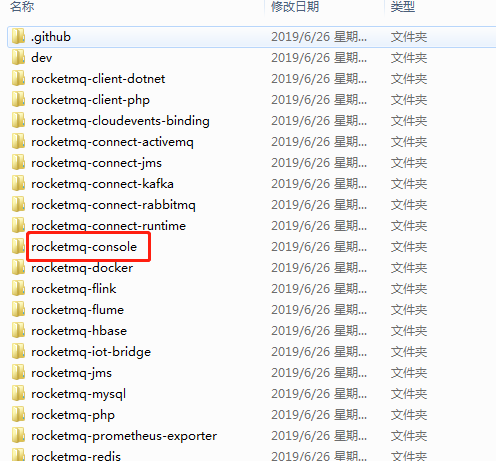 名称 修改日期 类型
.github 2019/6/26 星期... 文件夹
dev 2019/6/26 星期... 文件夹
rocketmq-client-dotnet 2019/6/26 星期... 文件夹
rocketmq-client-php 2019/6/26 星期... 文件夹
rocketmq-cloudevents-binding 2019/6/26 星期... 文件夹
rocketmq-connect-activemq 2019/6/26 星期... 文件夹
rocketmq-connect-jms 2019/6/26 星期... 文件夹
rocketmq-connect-kafka 2019/6/26 星期... 文件夹
rocketmq-connect-rabbitmq 2019/6/26 星期... 文件夹
rocketmq-connect-runtime 2019/6/26 星期... 文件夹
rocketmq-console 2019/6/26 星期... 文件夹
rocketmq-docker 2019/6/26 星期... 文件夹
rocketmq-flink 2019/6/26 星期... 文件夹
rocketmq-flume 2019/6/26 星期... 文件夹
rocketmq-hbase 2019/6/26 星期... 文件夹
rocketmq-iot-bridge 2019/6/26 星期... 文件夹
rocketmq-jms 2019/6/26 星期... 文件夹
rocketmq-mysql 2019/6/26 星期... 文件夹
rocketmq-php 2019/6/26 星期... 文件夹
rocketmq-prometheus-exporter 2019/6/26 星期... 文件夹
rocketmq-redis 2019/6/26 星期... 文件夹